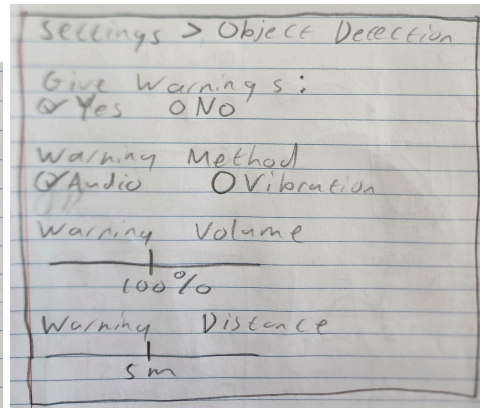 Settings > Object Detection
Give Warnings:
Yes No
Warning Method
Audio Vibration
Warning Volume
100%
Warning Distance
5m